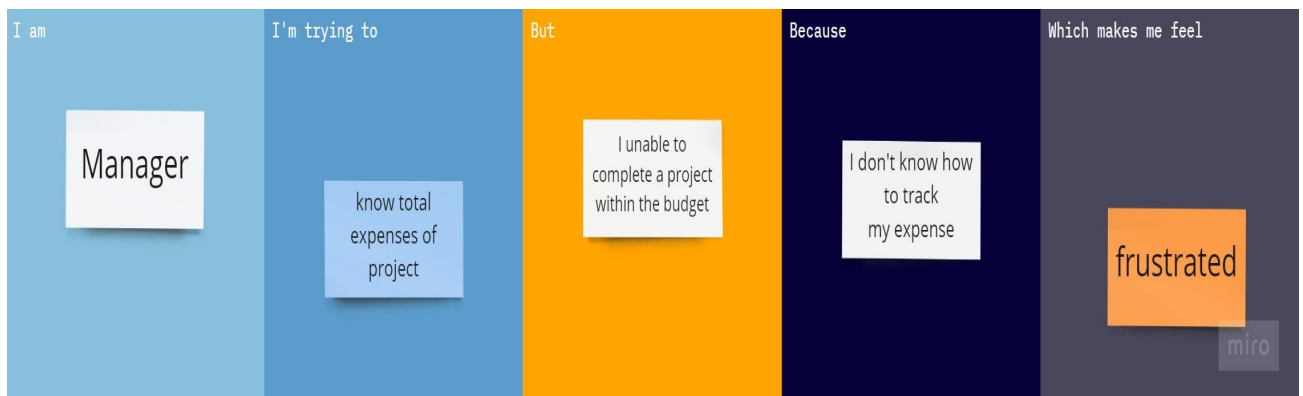 I am
I'm trying to
But
Because
Which makes me feel
Manager
know total
expenses of
project
I unable to
complete a project
within the budget
I don't know how
to track
my expense
frustrated
miro